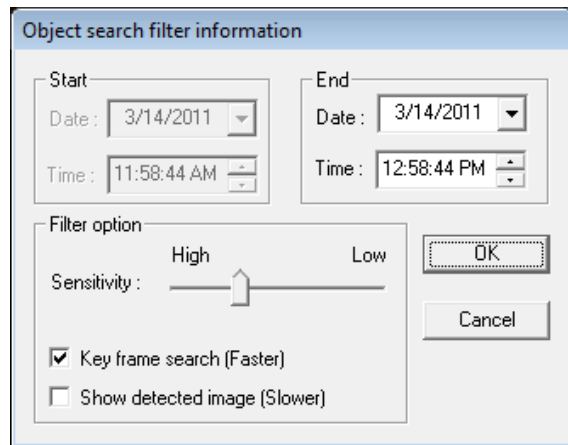 Object search filter information
Start
Date : 3/14/2011
Time : 11:58:44 AM
End
Date : 3/14/2011
Time : 12:58:44 PM
Filter option
High Low
Sensitivity :
Key frame search (Faster)
Show detected image (Slower)
OK
Cancel